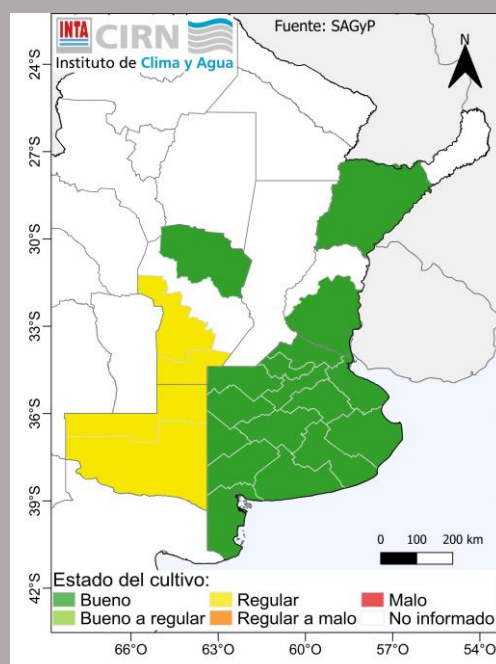 INTA CIRN
Instituto de Clima y Agua
Fuente: SAGyP
N
24°S
27°S
30°S
33°S
36°S
39°S
42°S
0 100 200 km
Estado del cultivo:
Bueno Regular Malo
Bueno a regular Regular a malo No informado
66°O 63°O 60°O 57°O 54°O